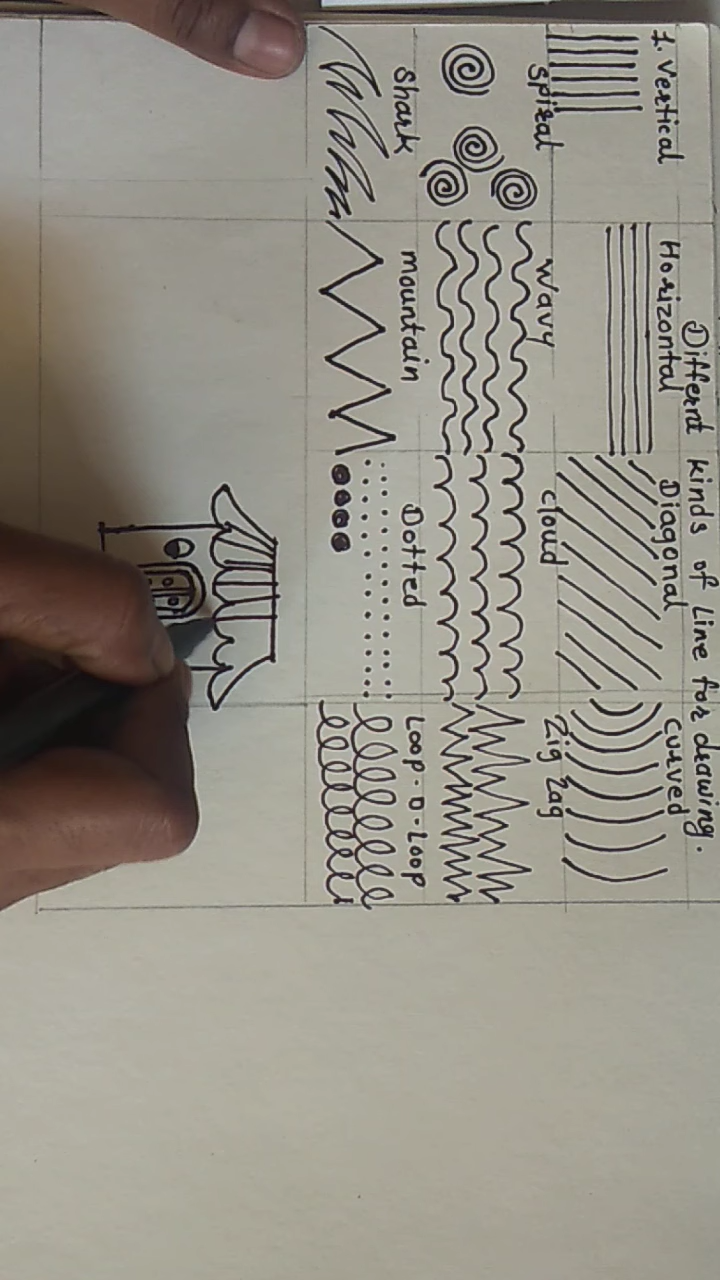 Differnt kinds of Line for drawing.
1. Vertical Horizontal Diagonal Curved
Spiral Wavy Cloud Zig Zag
Shark mountain Dotted Loop-O-Loop